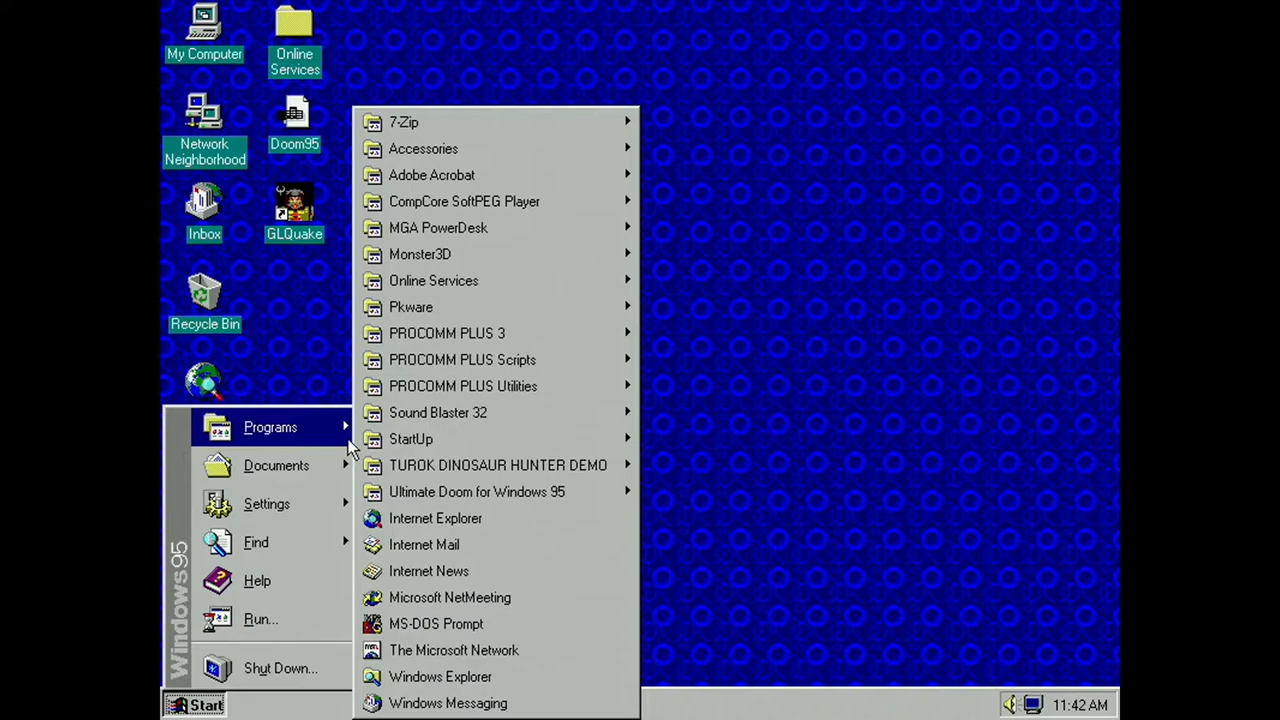 My Computer
Online
Services
Network
Neighborhood
Doom95
Inbox
GLQuake
Recycle Bin
7-Zip
Accessories
Adobe Acrobat
CompCore SoftPEG Player
MGA PowerDesk
Monster3D
Online Services
Pkware
PROCOMM PLUS 3
PROCOMM PLUS Scripts
PROCOMM PLUS Utilities
Sound Blaster 32
StartUp
TUROK DINOSAUR HUNTER DEMO
Ultimate Doom for Windows 95
Internet Explorer
Internet Mail
Internet News
Microsoft NetMeeting
MS-DOS Prompt
The Microsoft Network
Windows Explorer
Windows Messaging
Programs
Documents
Settings
Find
Help
Run...
Shut Down...
Windows95
Start
11:42 AM